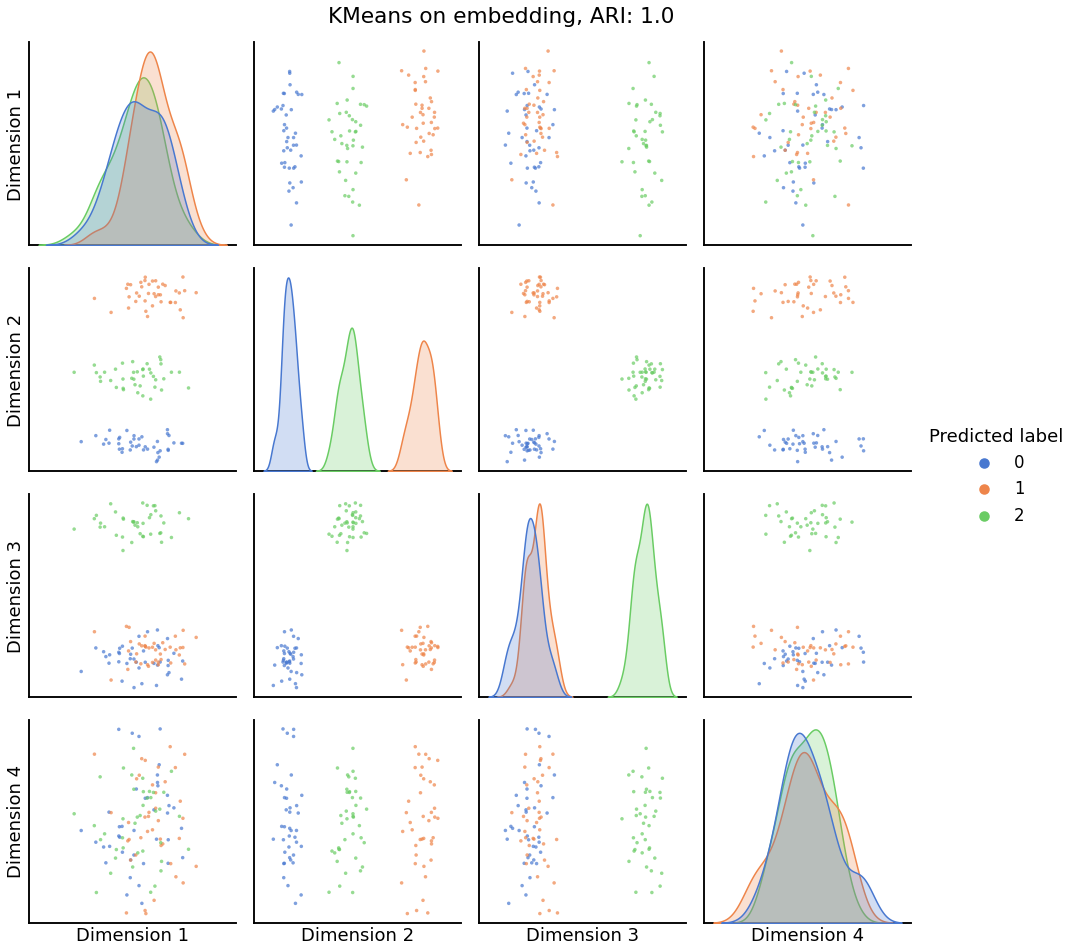 KMeans on embedding, ARI: 1.0
Dimension 1
Dimension 2
Dimension 3
Dimension 4
Predicted label
0
1
2
Dimension 1
Dimension 2
Dimension 3
Dimension 4